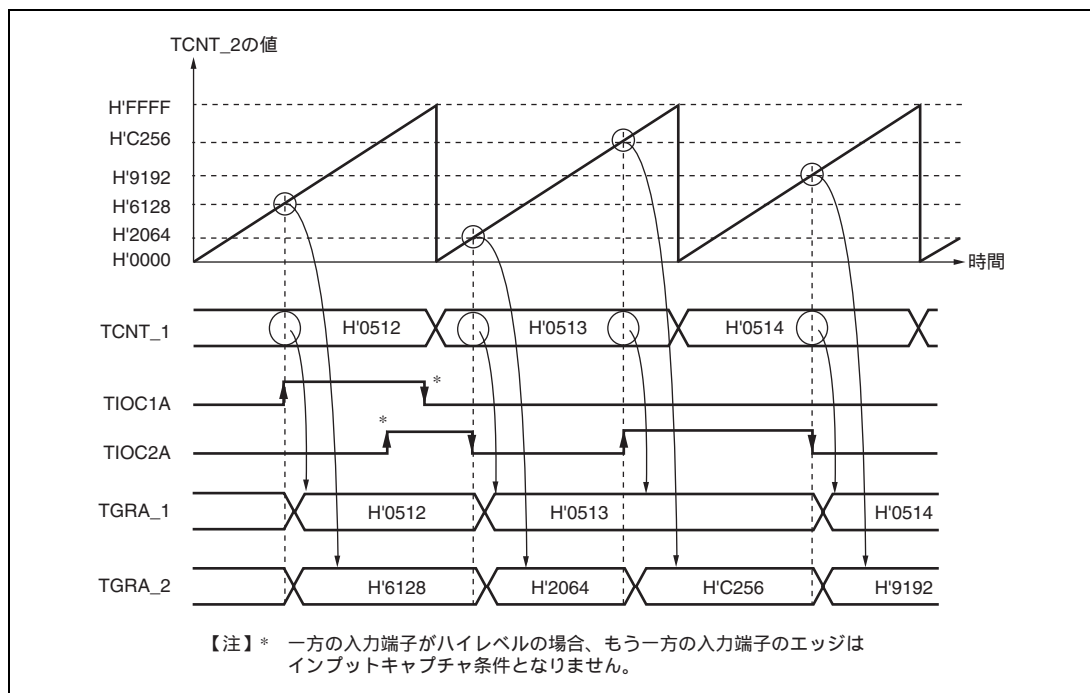 TCNT_2の値
H'FFFF
H'C256
H'9192
H'6128
H'2064
H'0000
時間
TCNT_1 H'0512 H'0513 H'0514
TIOC1A *
TIOC2A *
TGRA_1 H'0512 H'0513 H'0514
TGRA_2 H'6128 H'2064 H'C256 H'9192
【注】* 一方の入力端子がハイレベルの場合、もう一方の入力端子のエッジは
インプットキャプチャ条件となりません。